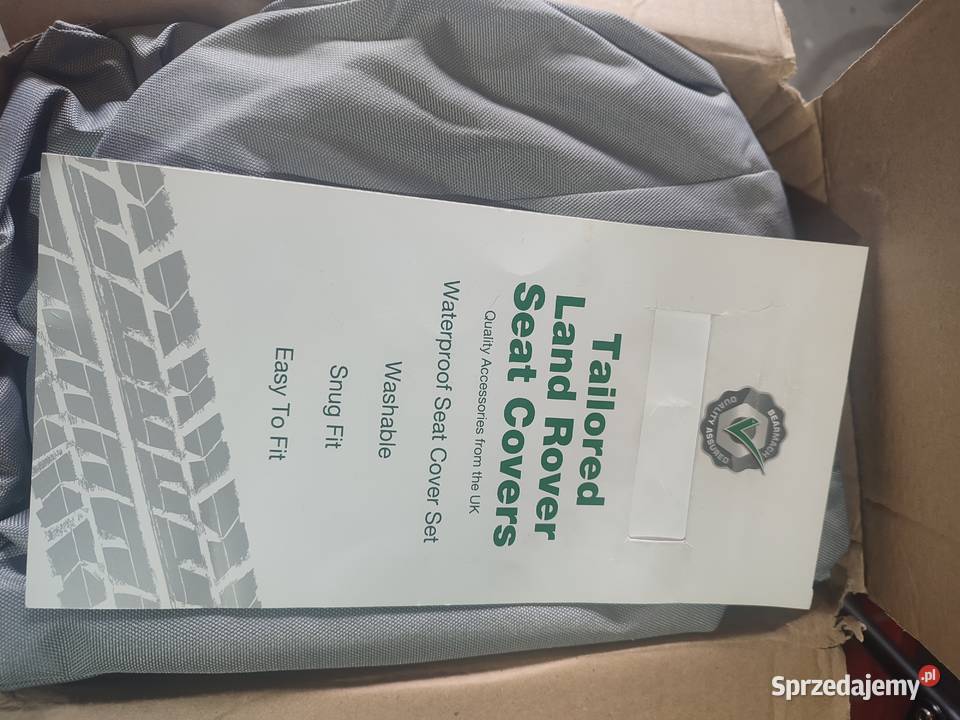 BEARMACH
QUALITY ASSURED
Tailored
Land Rover
Seat Covers
Quality Accessories from the UK
Waterproof Seat Cover Set
Washable
Snug Fit
Easy To Fit
Sprzedajemy.pl